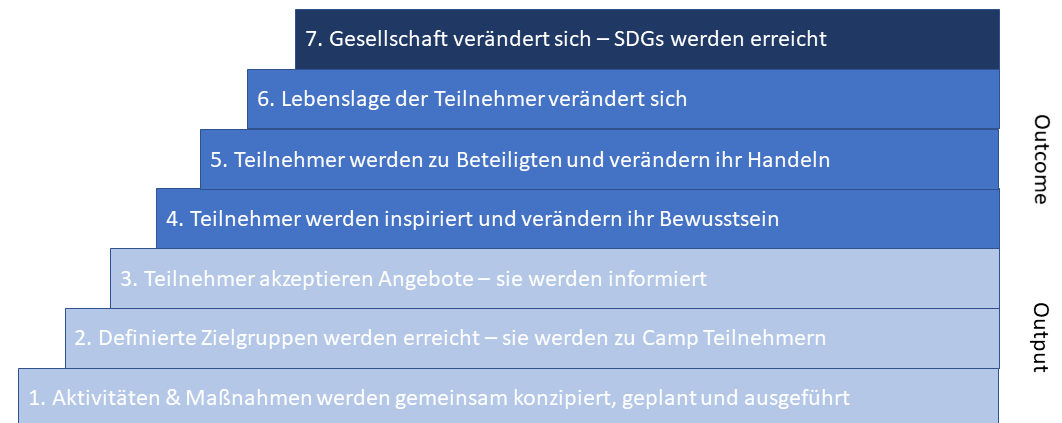 7. Gesellschaft verändert sich – SDGs werden erreicht
6. Lebenslage der Teilnehmer verändert sich
5. Teilnehmer werden zu Beteiligten und verändern ihr Handeln
4. Teilnehmer werden inspiriert und verändern ihr Bewusstsein
3. Teilnehmer akzeptieren Angebote – sie werden informiert
2. Definierte Zielgruppen werden erreicht – sie werden zu Camp Teilnehmern
1. Aktivitäten & Maßnahmen werden gemeinsam konzipiert, geplant und ausgeführt
Outcome
Output